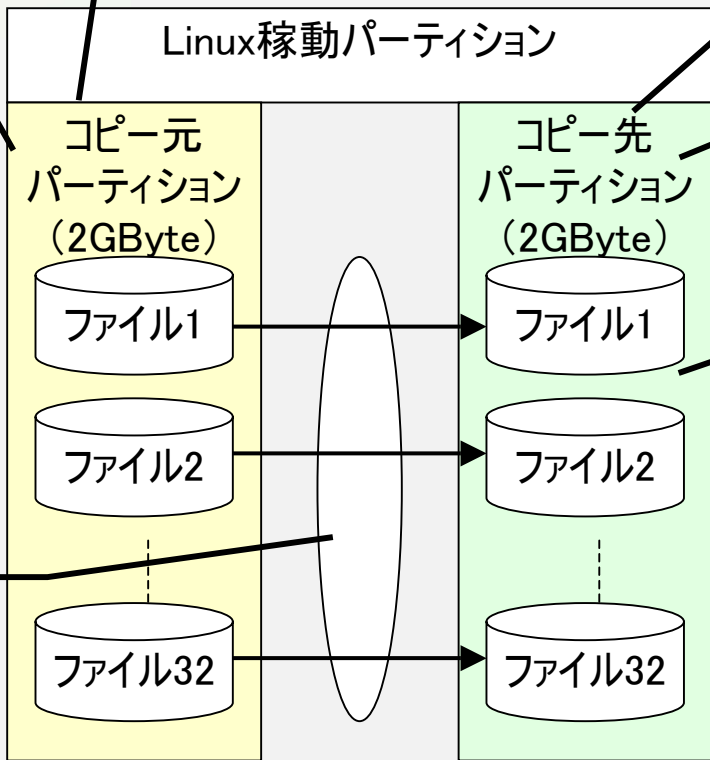 Linux稼動パーティション
コピー元
パーティション
(2GByte)
ファイル1
ファイル2
ファイル32
コピー先
パーティション
(2GByte)
ファイル1
ファイル2
ファイル32